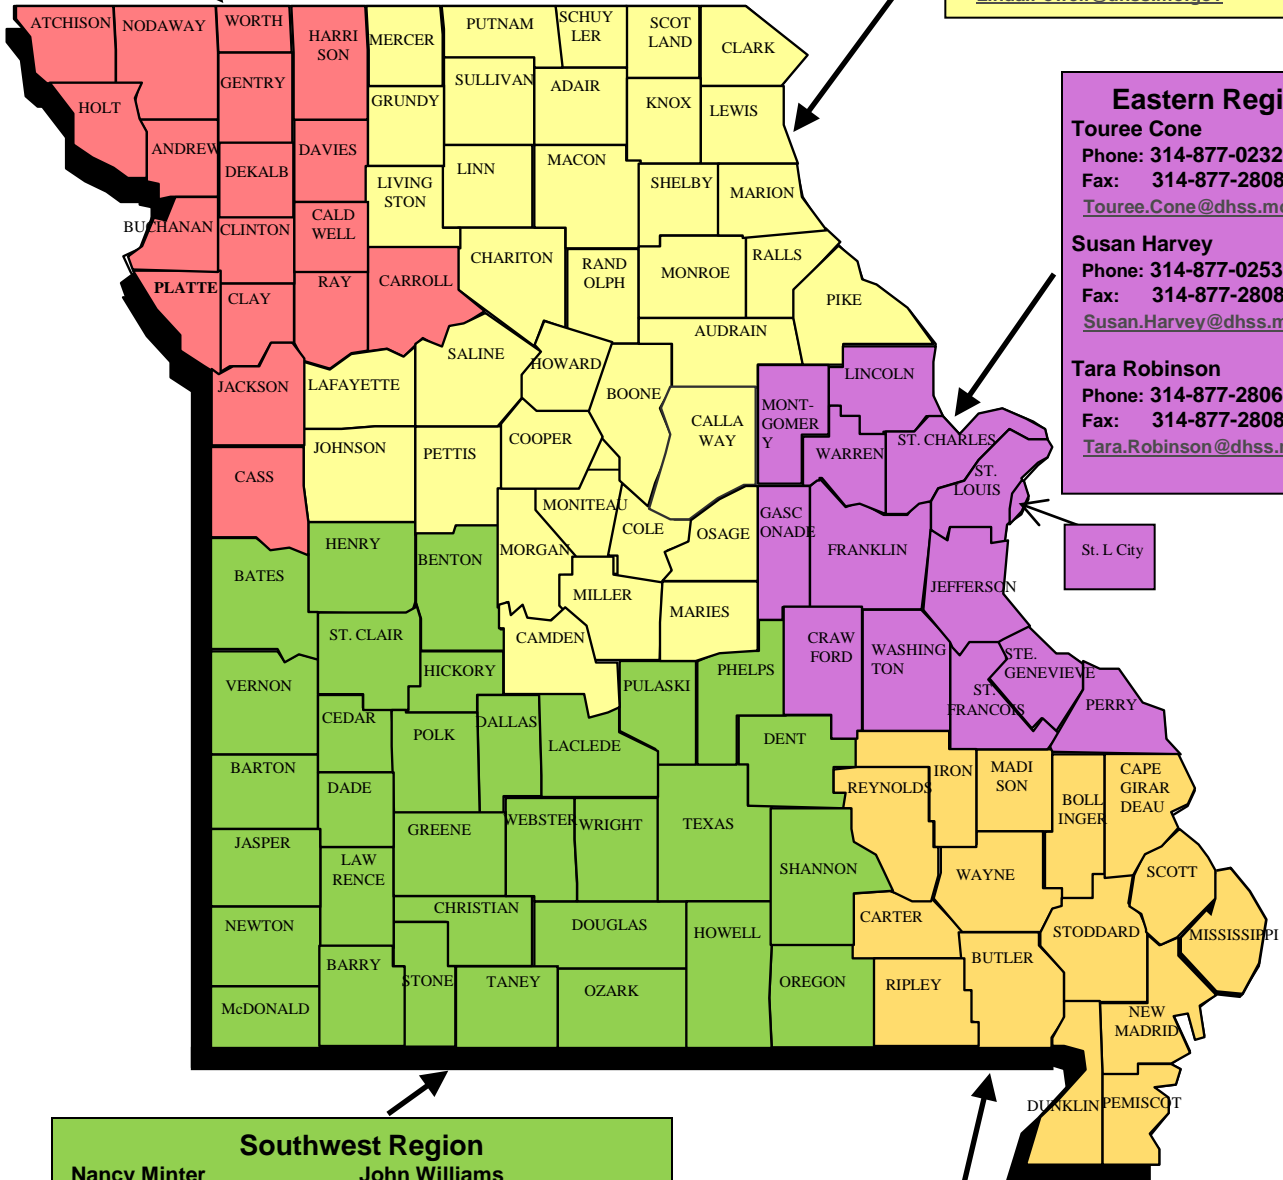 ATCHISON
NODAWAY
WORTH
HARRI
SON
MERCER
PUTNAM
SCHUY
LER
SCOT
LAND
CLARK
HOLT
GENTRY
GRUNDY
SULLIVAN
ADAIR
KNOX
LEWIS
ANDREW
DEKALB
DAVIES
LIVING
STON
LINN
MACON
SHELBY
MARION
BUCHANAN
CLINTON
CALD
WELL
CHARITON
RAND
OLPH
MONROE
RALLS
PLATTE
CLAY
RAY
CARROLL
PIKE
AUDRAIN
SALINE
HOWARD
BOONE
CALLA
WAY
MONT-
GOMER
Y
LINCOLN
JACKSON
LAFAYETTE
JOHNSON
PETTIS
COOPER
WARREN
ST. CHARLES
ST.
LOUIS
CASS
MONITEAU
COLE
OSAGE
GASC
ONADE
FRANKLIN
St. L City
HENRY
BENTON
MORGAN
MILLER
MARIES
JEFFERSON
BATES
ST. CLAIR
CAMDEN
CRAW
FORD
WASHING
TON
STE.
GENEVIEVE
VERNON
HICKORY
PULASKI
PHELPS
ST.
FRANCOIS
PERRY
CEDAR
POLK
DALLAS
LACLEDE
DENT
BARTON
DADE
REYNOLDS
IRON
MADI
SON
BOLL
INGER
CAPE
GIRAR
DEAU
JASPER
LAW
RENCE
GREENE
WEBSTER
WRIGHT
TEXAS
SHANNON
WAYNE
SCOTT
NEWTON
CHRISTIAN
DOUGLAS
HOWELL
CARTER
STODDARD
MISSISSIPPI
BARRY
STONE
TANEY
OZARK
OREGON
RIPLEY
BUTLER
McDONALD
NEW
MADRID
DUNKLIN
PEMISCOT
Eastern Regi
Touree Cone
Phone: 314-877-0232
Fax: 314-877-2808
Touree.Cone@dhss.mo
Susan Harvey
Phone: 314-877-0253
Fax: 314-877-2808
Susan.Harvey@dhss.m
Tara Robinson
Phone: 314-877-2806
Fax: 314-877-2808
Tara.Robinson@dhss.
Southwest Region
Nancy Minter John Williams